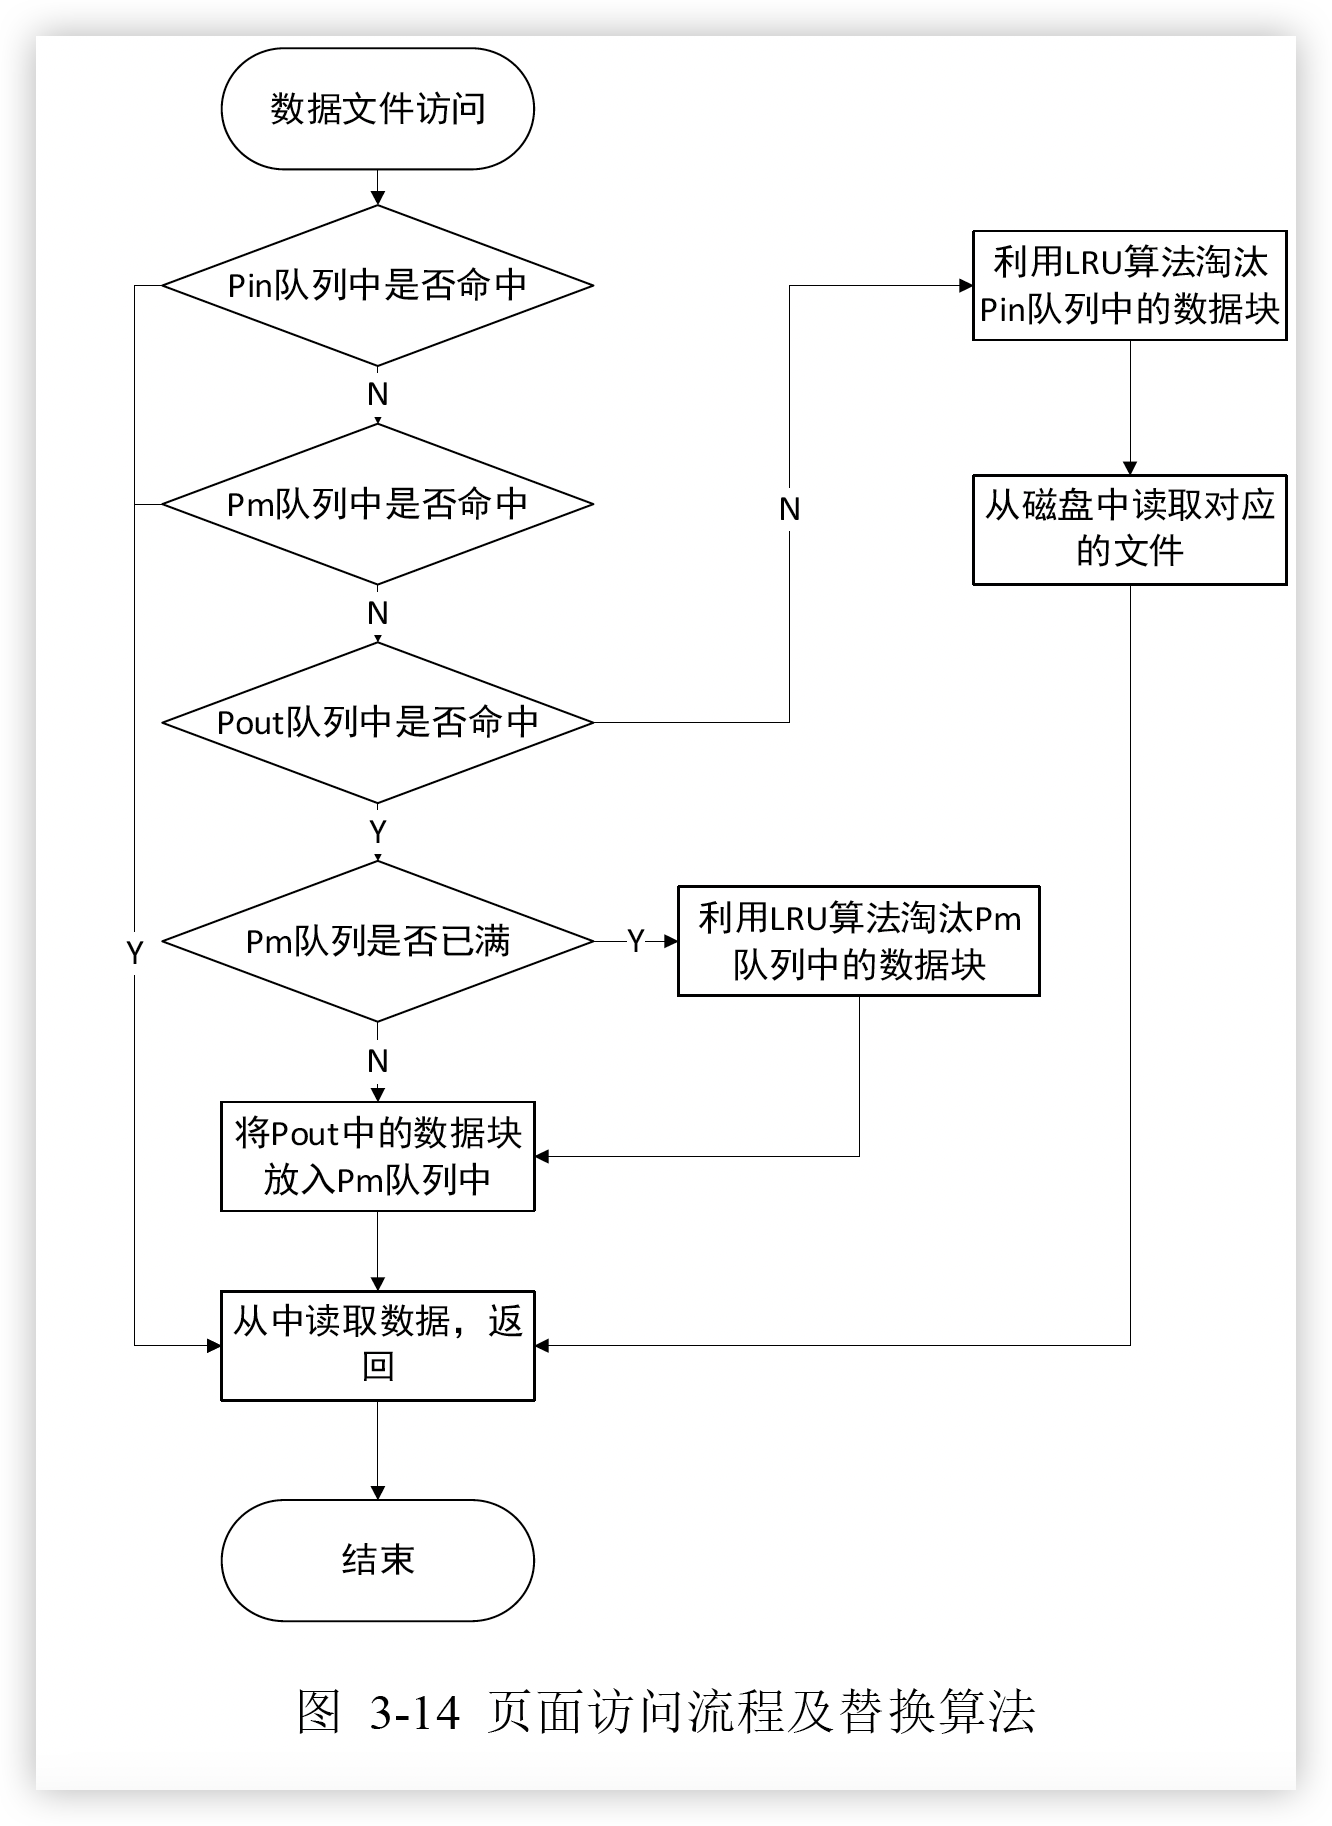 数据文件访问
Pin队列中是否命中
利用LRU算法淘汰
Pin队列中的数据块
N
Pm队列中是否命中
从磁盘中读取对应
的文件
N
N
Pout队列中是否命中
Y
Pm队列是否已满
Y
利用LRU算法淘汰Pm
队列中的数据块
Y
N
将Pout中的数据块
放入Pm队列中
从中读取数据，返
回
结束
图 3-14 页面访问流程及替换算法